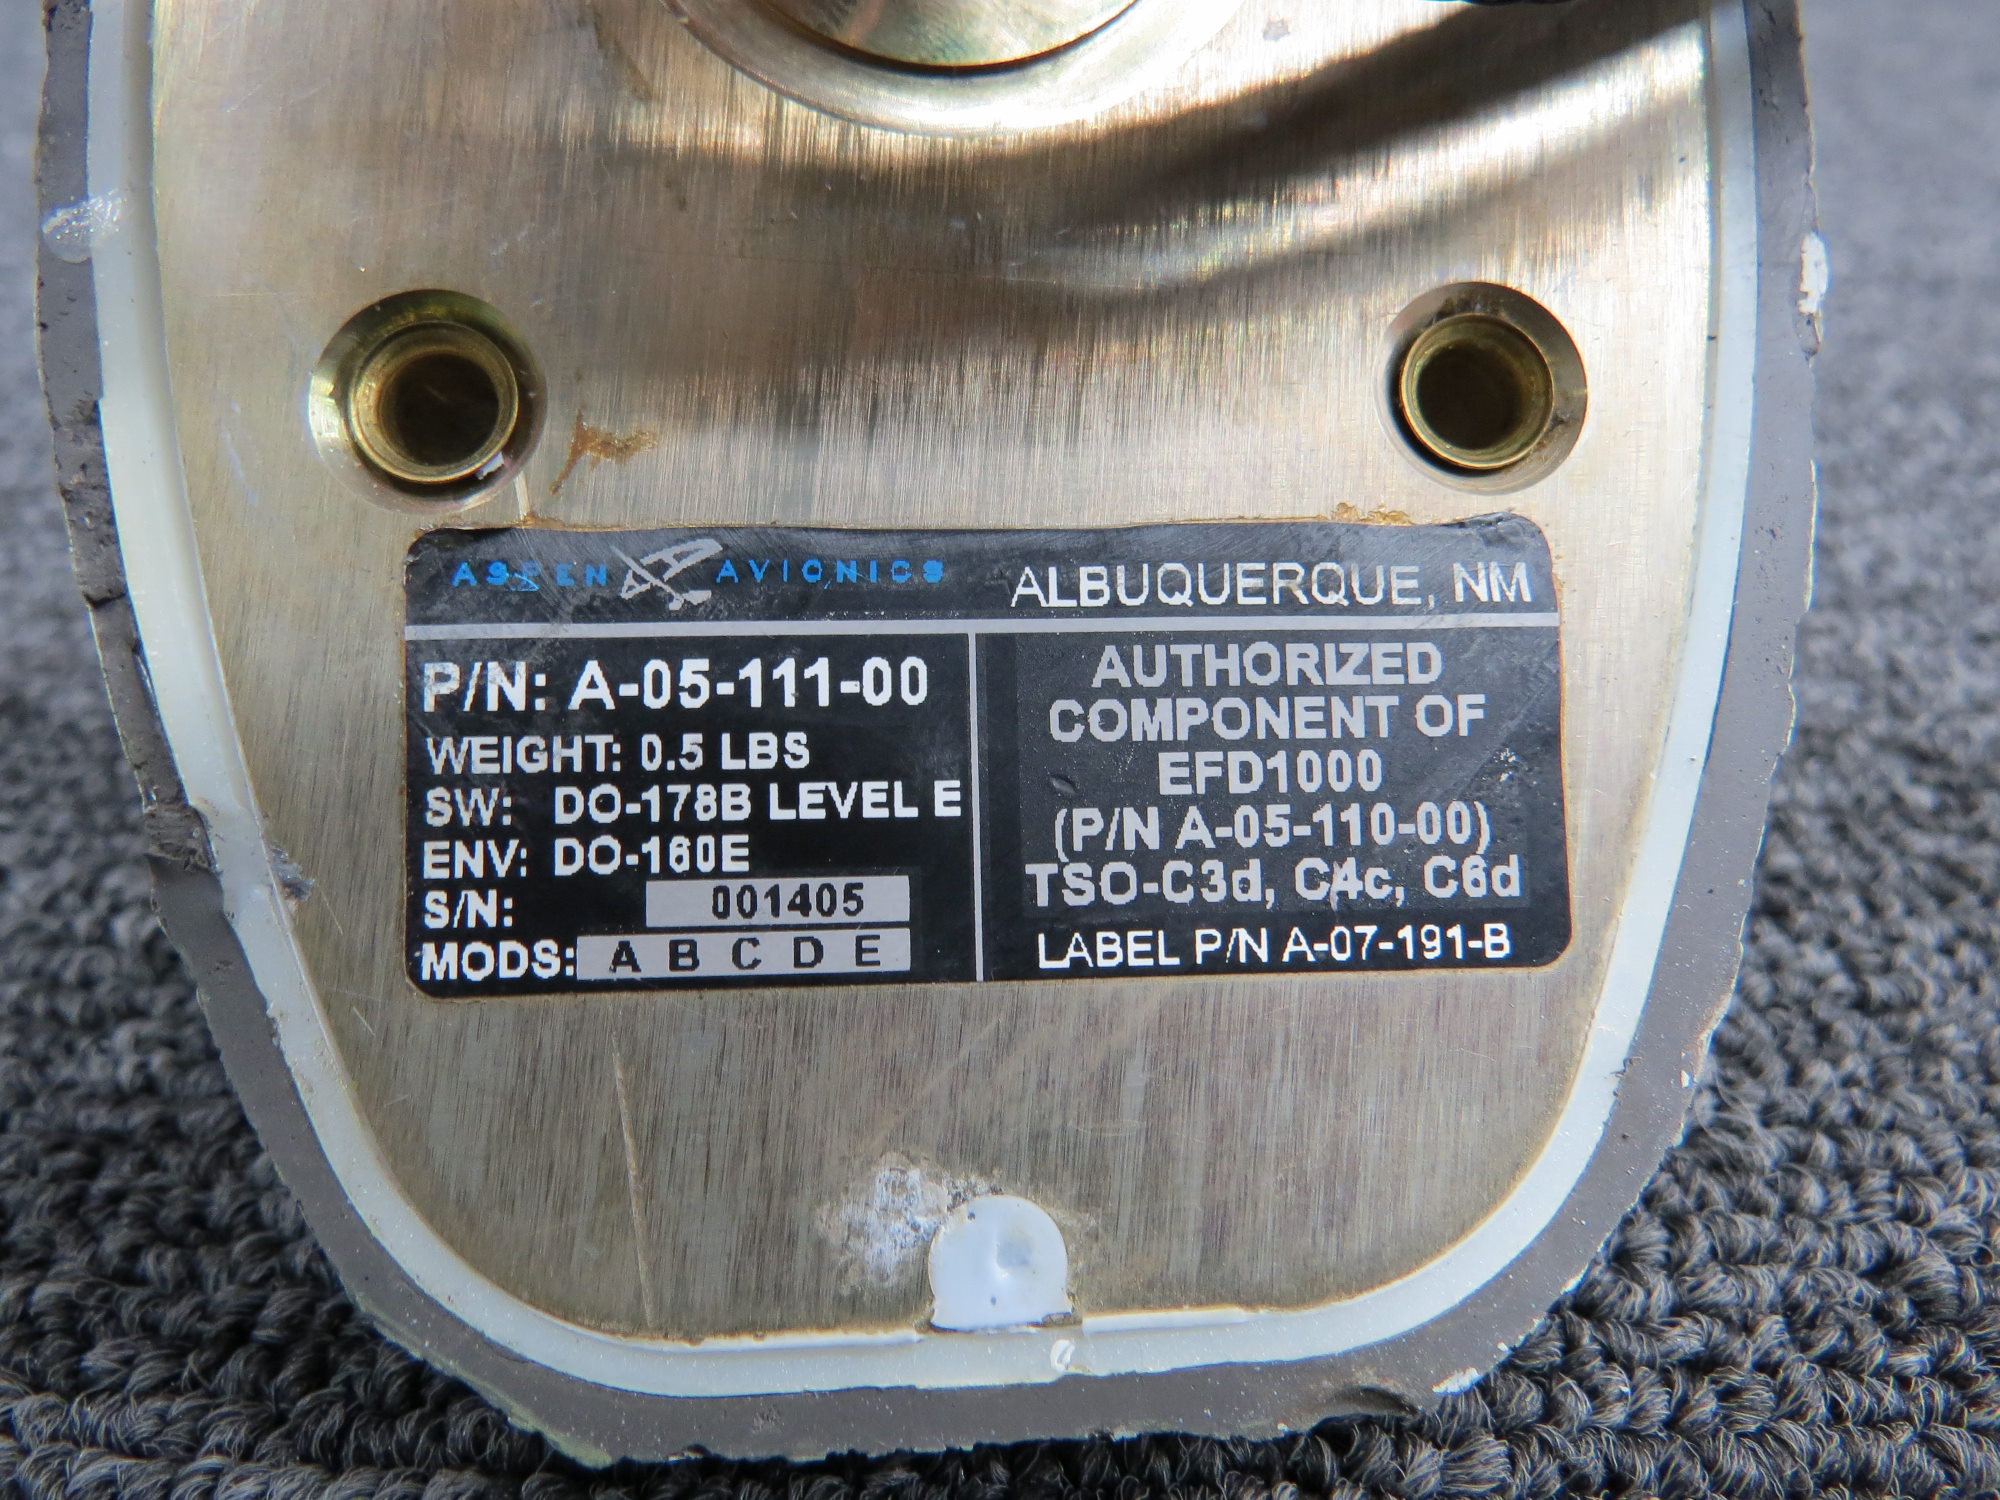 ASPEN AVIONICS ALBUQUERQUE, NM
P/N: A-05-111-00
WEIGHT: 0.5 LBS
SW: DO-178B LEVEL E
ENV: DO-160E
S/N: 001405
MODS: A B C D E
AUTHORIZED
COMPONENT OF
EFD1000
(P/N A-05-110-00)
TSO-C3d, C4c, C6d
LABEL P/N A-07-191-B